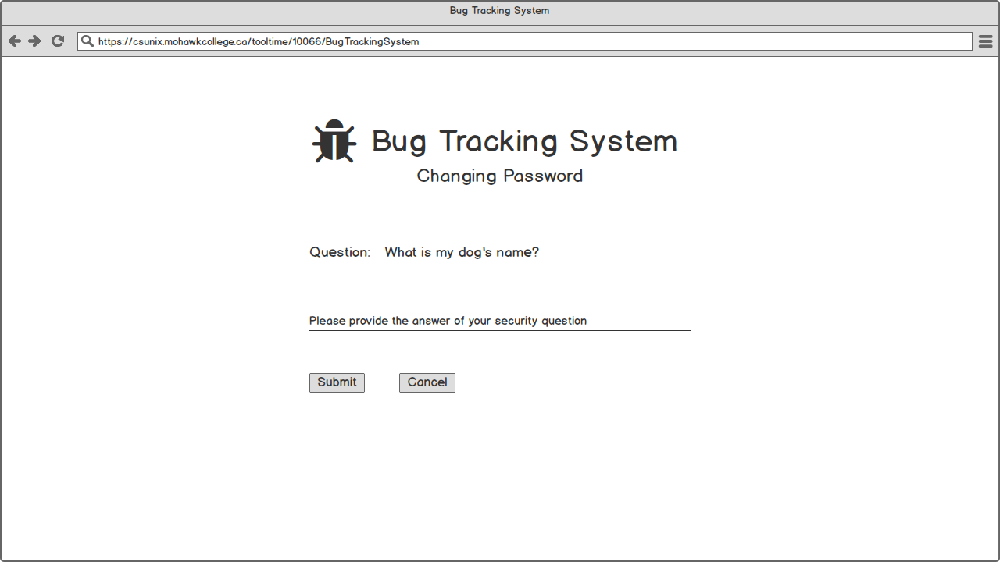 Bug Tracking System
https://csunix.mohawkcollege.ca/tooltime/10066/BugTrackingSystem
Bug Tracking System
Changing Password
Question: What is my dog's name?
Please provide the answer of your security question
Submit Cancel